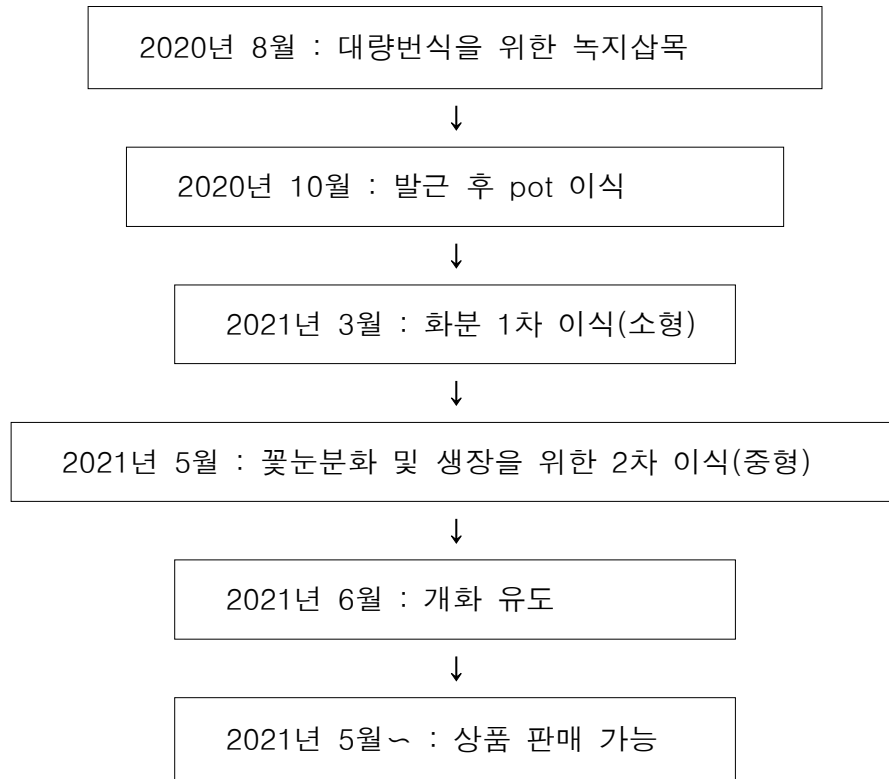 2020년 8월 : 대량번식을 위한 녹지삽목
↓
2020년 10월 : 발근 후 pot 이식
↓
2021년 3월 : 화분 1차 이식(소형)
↓
2021년 5월 : 꽃눈분화 및 생장을 위한 2차 이식(중형)
↓
2021년 6월 : 개화 유도
↓
2021년 5월∽ : 상품 판매 가능